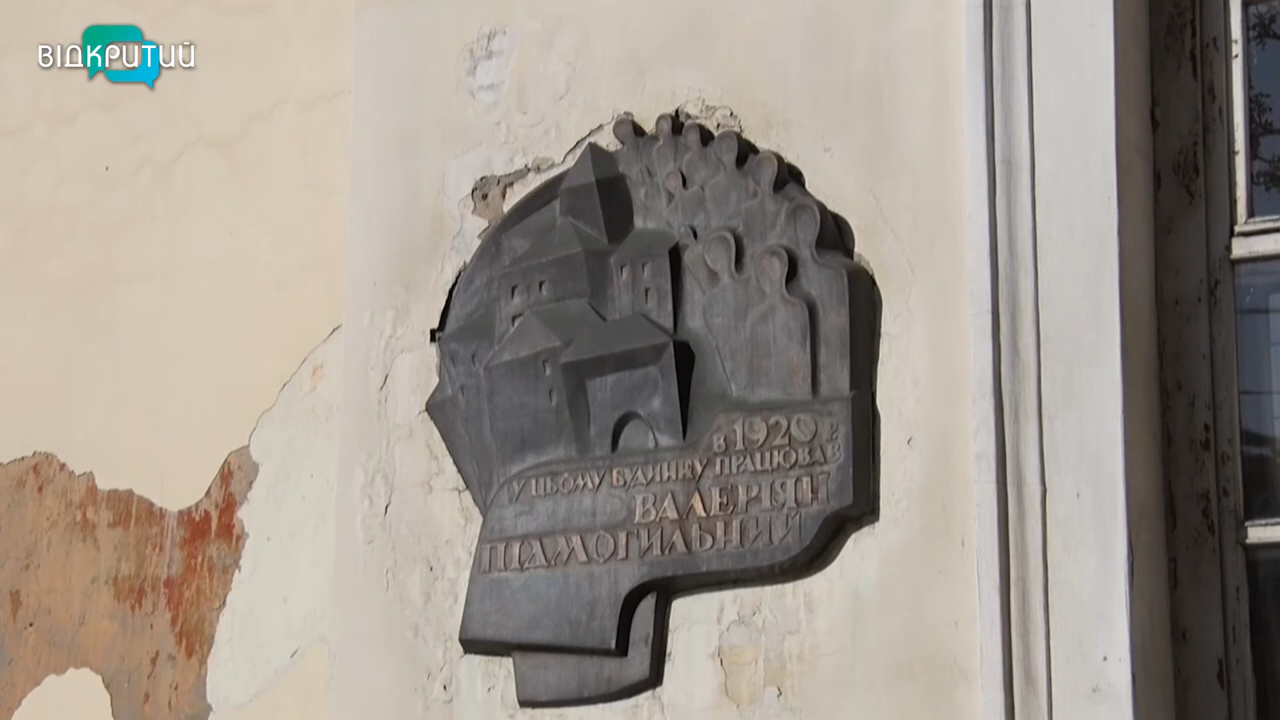 ВІДКРИТИЙ
В 1920 Р.
У ЦЬОМУ БУДИНКУ ПРАЦЮВАВ
ВАЛЕРІЯН
ПІДМОГИЛЬНИЙ